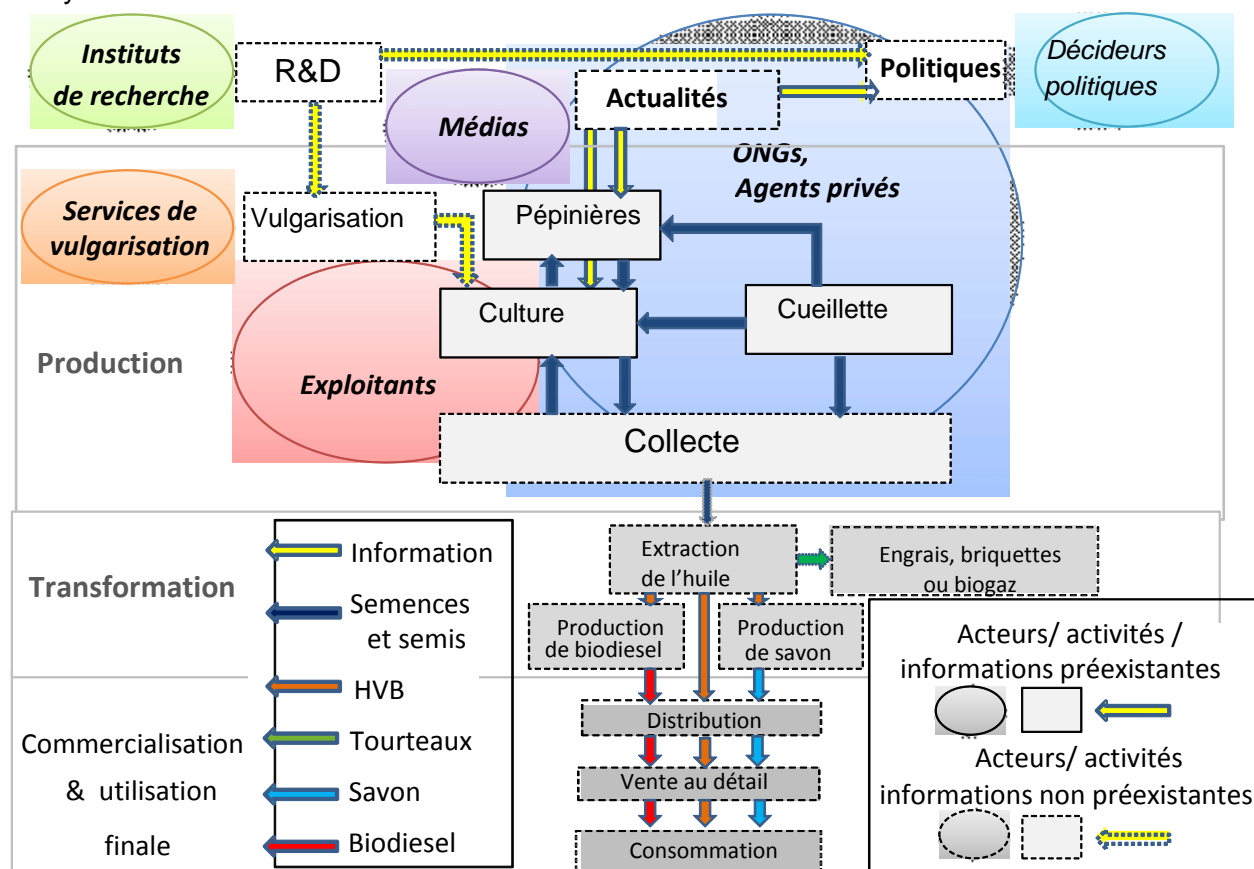 Instituts
de recherche
R&D
Politiques
Décideurs
politiques
Actualités
Médias
ONGs,
Agents privés
Services de
vulgarisation
Vulgarisation
Pépinières
Culture
Cueillette
Production
Exploitants
Collecte
Transformation
Extraction
de l'huile
Engrais, briquettes
ou biogaz
Production
de biodiesel
Production
de savon
Commercialisation
& utilisation
finale
Distribution
Vente au détail
Consommation
Information
Semences
et semis
HVB
Tourteaux
Savon
Biodiesel
Acteurs/ activités /
informations préexistantes
Acteurs/ activités
informations non préexistantes